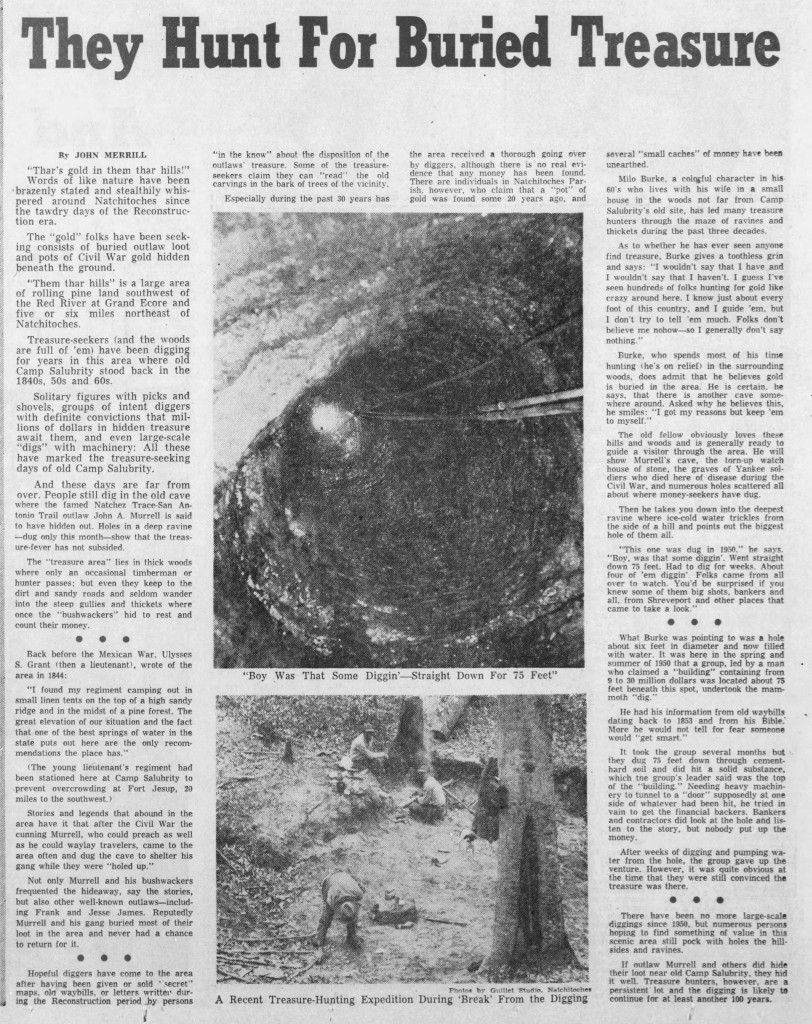 They Hunt For Buried Treasure
By JOHN MERRILL
"Thar's gold in them thar hills!"
Words of like nature have been
brazenly stated and stealthily whis-
pered around Natchitoches since
the tawdry days of the Reconstruc-
tion era.
The "gold" folks have been seek-
ing consists of buried outlaw loot
and pots of Civil War gold hidden
beneath the ground.
"Them thar hills" is a large area
of rolling pine land southwest of
the Red River at Grand Ecore and
five or six miles northeast of
Natchitoches.
Treasure-seekers (and the woods
are full of 'em) have been digging
for years in this area where old
Camp Salubrity stood back in the
1840s, 50s and 60s.
Solitary figures with picks and
shovels, groups of intent diggers
with definite convictions that mil-
lions of dollars in hidden treasure
await them, and even large-scale
"digs" with machinery: All these
have marked the treasure-seeking
days of old Camp Salubrity.
And these days are far from
over. People still dig in the old cave
where the famed Natchez Trace-San An-
tonio Trail outlaw John A. Murrell is said
to have hidden out. Holes in a deep ravine
—dug only this month—show that the treas-
ure-fever has not subsided.
The "treasure area" lies in thick woods
where only an occasional timberman or
hunter passes; but even they keep to the
dirt and sandy roads and seldom wander
into the steep gullies and thickets where
once the "bushwackers" hid to rest and
count their money.
Back before the Mexican War, Ulysses
S. Grant (then a lieutenant), wrote of the
area in 1844:
"I found my regiment camping out in
small linen tents on the top of a high sandy
ridge and in the midst of a pine forest. The
great elevation of our situation and the fact
that one of the best springs of water in the
state puts out here are the only recom-
mendations the place has."
(The young lieutenant's regiment had
been stationed here at Camp Salubrity to
prevent overcrowding at Fort Jesup, 20
miles to the southwest.)
Stories and legends that abound in the
area have it that after the Civil War the
cunning Murrell, who could preach as well
as he could waylay travelers, came to the
area often and dug the cave to shelter his
gang while they were "holed up."
Not only Murrell and his bushwackers
frequented the hideaway, say the stories,
but also other well-known outlaws—includ-
ing Frank and Jesse James. Reputedly
Murrell and his gang buried most of their
loot in the area and never had a chance
to return for it.
Hopeful diggers have come to the area
after having been given or sold "secret"
maps, old waybills, or letters written dur-
ing the Reconstruction period by persons
"in the know" about the disposition of the
outlaws' treasure. Some of the treasure-
seekers claim they can "read" the old
carvings in the bark of trees of the vicinity.
Especially during the past 30 years has
the area received a thorough going over
by diggers, although there is no real evi-
dence that any money has been found.
There are individuals in Natchitoches Par-
ish, however, who claim that a "pot" of
gold was found some 20 years ago, and
several "small caches" of money have been
unearthed.
Milo Burke, a colorful character in his
60's who lives with his wife in a small
house in the woods not far from Camp
Salubrity's old site, has led many treasure
hunters through the maze of ravines and
thickets during the past three decades.
As to whether he has ever seen anyone
find treasure, Burke gives a toothless grin
and says: "I wouldn't say that I have and
I wouldn't say that I haven't. I guess I've
seen hundreds of folks hunting for gold like
crazy around here. I know just about every
foot of this country, and I guide 'em, but
I don't try to tell 'em much. Folks don't
believe me nohow—so I generally don't say
nothing."
Burke, who spends most of his time
hunting (he's on relief) in the surrounding
woods, does admit that he believes gold
is buried in the area. He is certain, he
says, that there is another cave some-
where around. Asked why he believes this,
he smiles: "I got my reasons but keep 'em
to myself."
The old fellow obviously loves these
hills and woods and is generally ready to
guide a visitor through the area. He will
show Murrell's cave, the torn-up watch
house of stone, the graves of Yankee sol-
diers who died here of disease during the
Civil War, and numerous holes scattered all
about where money-seekers have dug.
Then he takes you down into the deepest
ravine where ice-cold water trickles from
the side of a hill and points out the biggest
hole of them all.
"This one was dug in 1950," he says.
"Boy, was that some diggin'. Went straight
down 75 feet. Had to dig for weeks. About
four of 'em diggin'. Folks came from all
over to watch. You'd be surprised if you
knew some of them big shots, bankers and
all, from Shreveport and other places that
came to take a look."
What Burke was pointing to was a hole
about six feet in diameter and now filled
with water. It was here in the spring and
summer of 1950 that a group, led by a man
who claimed a "building" containing from
9 to 30 million dollars was located about 75
feet beneath this spot, undertook the mam-
moth "dig."
He had his information from old waybills
dating back to 1853 and from his Bible.
More he would not tell for fear someone
would "get smart."
It took the group several months but
they dug 75 feet down through cement-
hard soil and did hit a solid substance,
which the group's leader said was the top
of the "building." Needing heavy machin-
ery to tunnel to a "door" supposedly at one
side of whatever had been hit, he tried in
vain to get the financial backers. Bankers
and contractors did look at the hole and lis-
ten to the story, but nobody put up the
money.
After weeks of digging and pumping wa-
ter from the hole, the group gave up the
venture. However, it was quite obvious at
the time that they were still convinced the
treasure was there.
There have been no more large-scale
diggings since 1950, but numerous persons
hoping to find something of value in this
scenic area still pock with holes the hill-
sides and ravines.
If outlaw Murrell and others did hide
their loot near old Camp Salubrity, they hid
it well. Treasure hunters, however, are a
persistent lot and the digging is likely to
continue for at least another 100 years.
"Boy Was That Some Diggin'—Straight Down For 75 Feet"
Photos by Guillet Studio, Natchitoches
A Recent Treasure-Hunting Expedition During 'Break' From the Digging